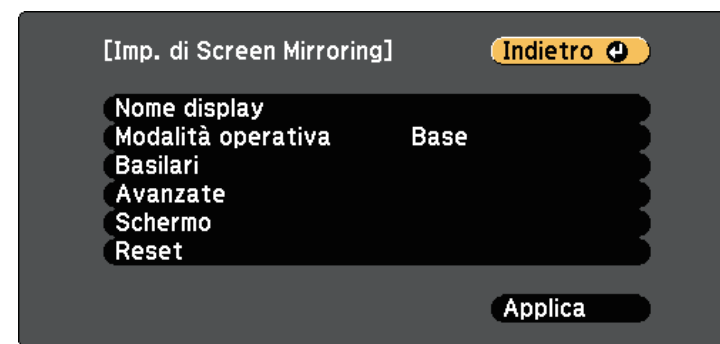 [Imp. di Screen Mirroring] Indietro
Nome display
Modalità operativa Base
Basilari
Avanzate
Schermo
Reset
Applica